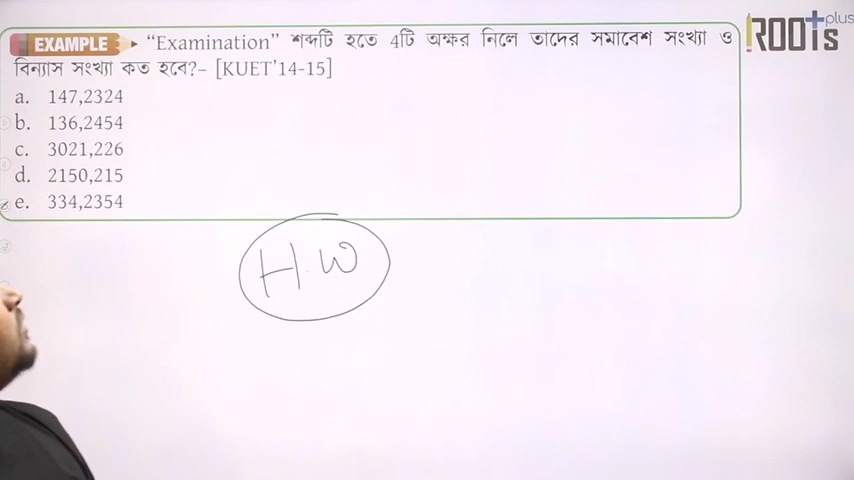 EXAMPLE "Examination" শব্দটি হতে 4টি অক্ষর নিলে তাদের সমাবেশ সংখ্যা ও
বিন্যাস সংখ্যা কত হবে?– [KUET'14-15]
a. 147,2324
b. 136,2454
c. 3021,226
d. 2150,215
e. 334,2354
H.W
ROOTs plus